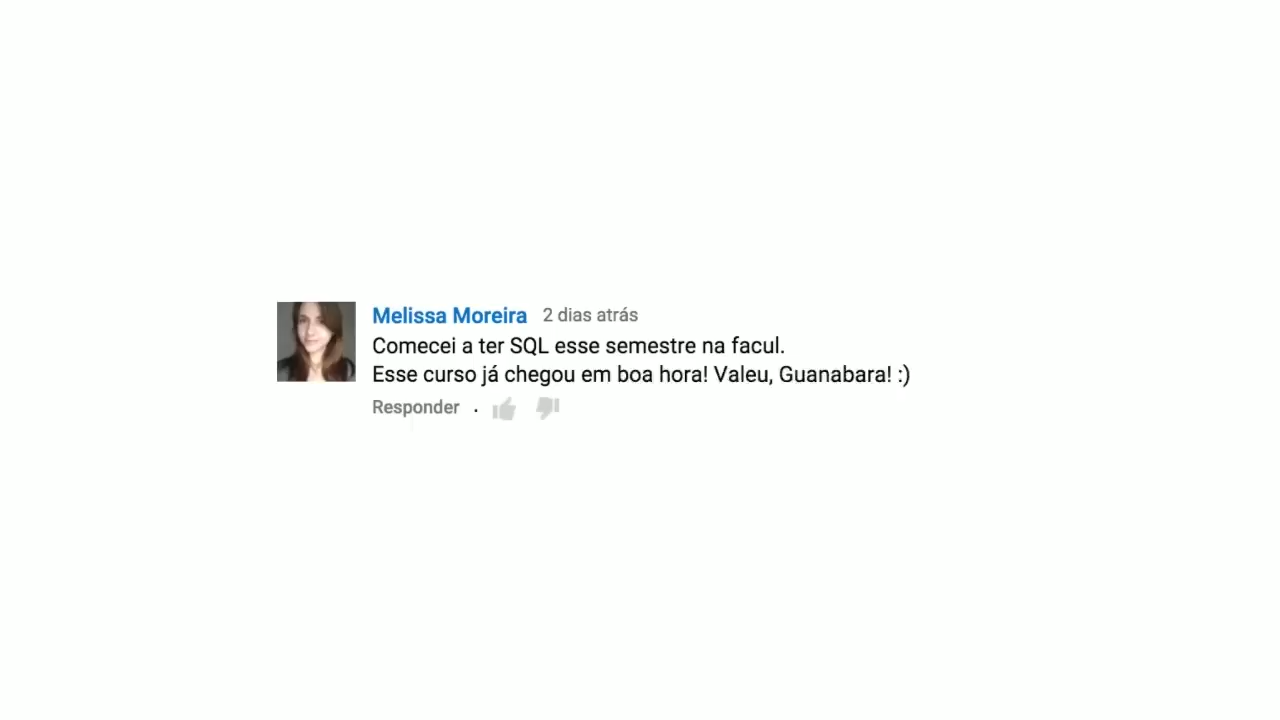 Melissa Moreira 2 dias atrás
Comecei a ter SQL esse semestre na facul.
Esse curso já chegou em boa hora! Valeu, Guanabara! :)
Responder .